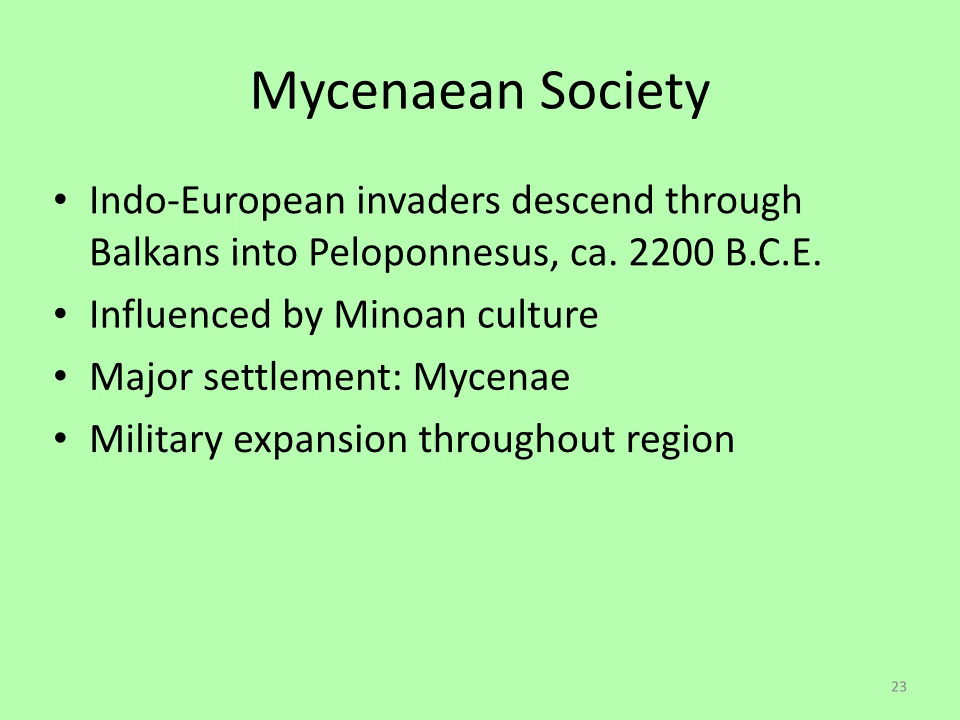 Mycenaean Society
• Indo-European invaders descend through
Balkans into Peloponnesus, ca. 2200 B.C.E.
• Influenced by Minoan culture
• Major settlement: Mycenae
• Military expansion throughout region
23